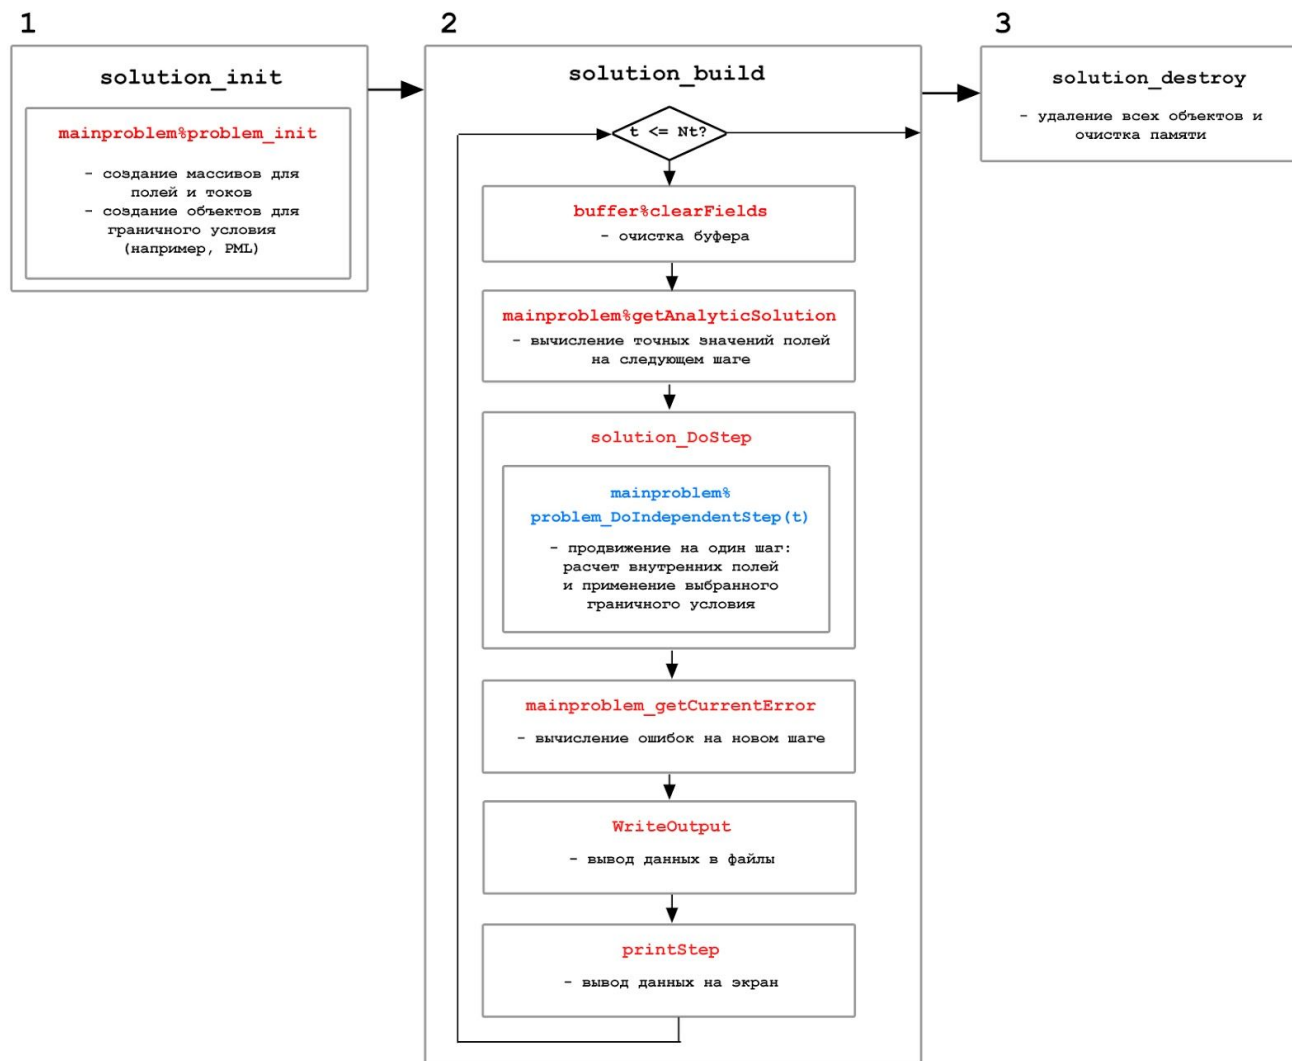 1
solution_init
mainproblem%problem_init
- создание массивов для
полей и токов
- создание объектов для
граничного условия
(например, PML)
2
solution_build
t <= Nt?
buffer%clearFields
- очистка буфера
mainproblem%getAnalyticSolution
- вычисление точных значений полей
на следующем шаге
solution_DoStep
mainproblem%
problem_DoIndependentStep(t)
- продвижение на один шаг:
расчет внутренних полей
и применение выбранного
граничного условия
mainproblem_getCurrentError
- вычисление ошибок на новом шаге
WriteOutput
- вывод данных в файлы
printStep
- вывод данных на экран
3
solution_destroy
- удаление всех объектов и
очистка памяти